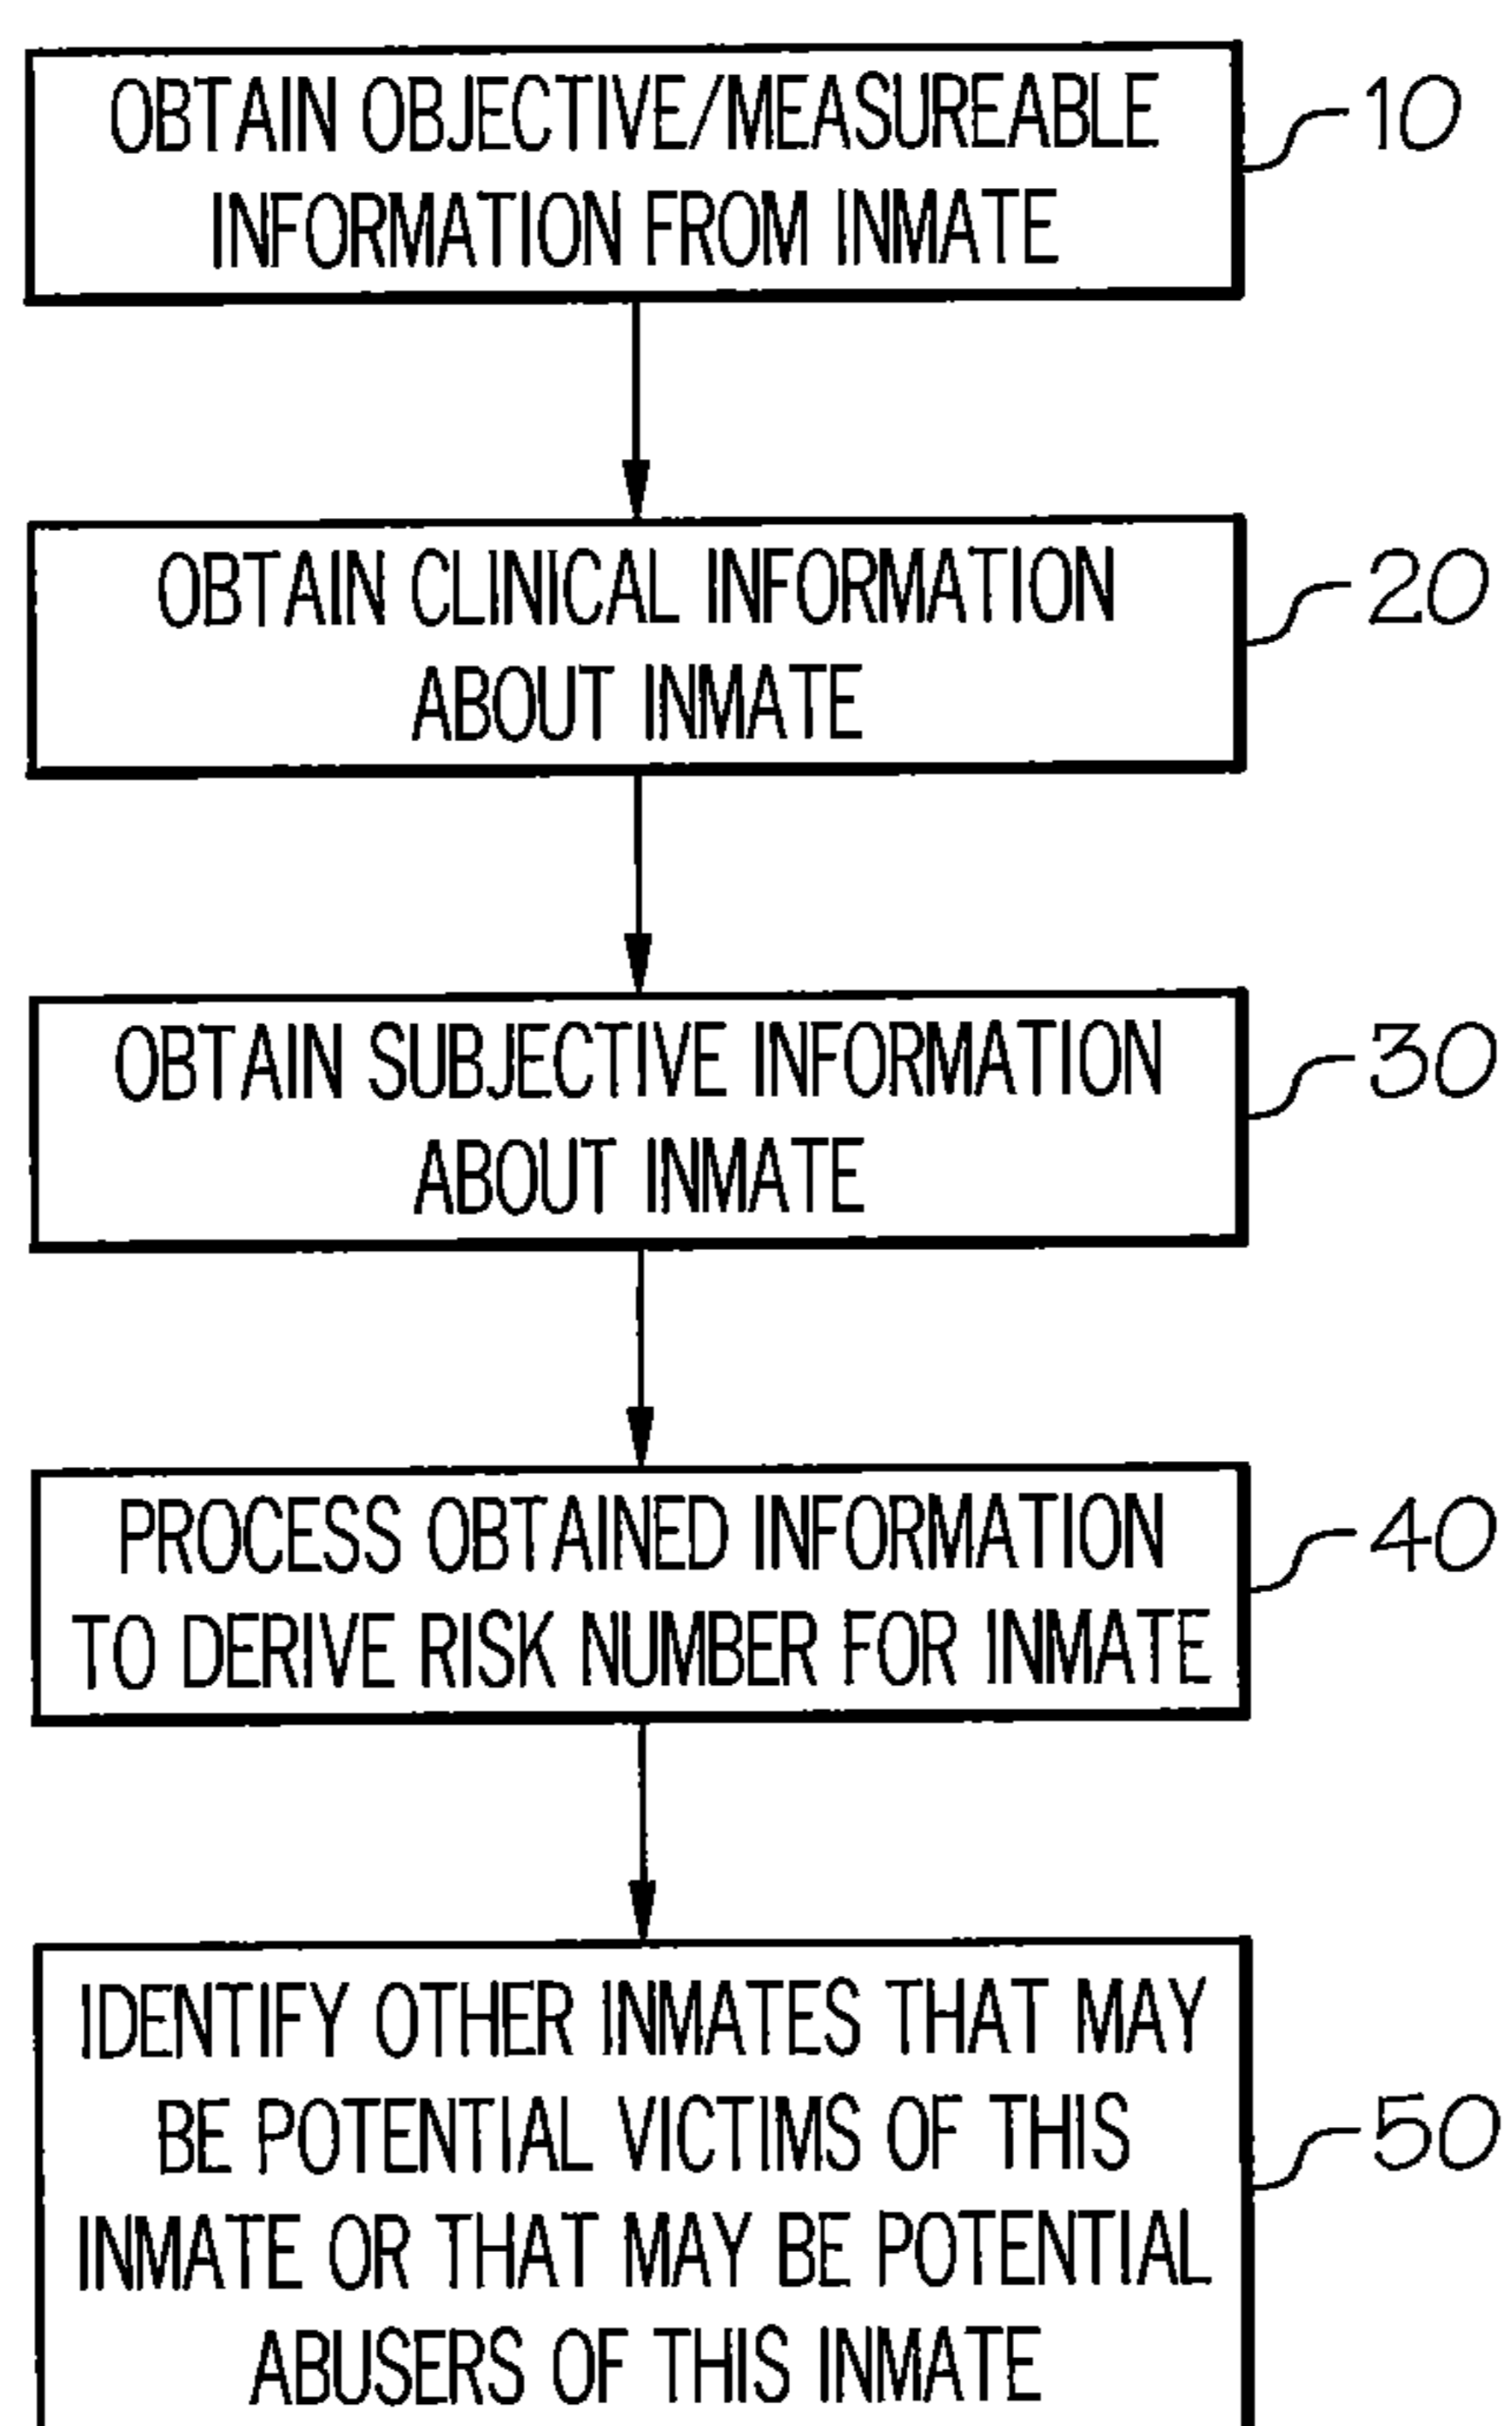 OBTAIN OBJECTIVE/MEASUREABLE 10
INFORMATION FROM INMATE
OBTAIN CLINICAL INFORMATION 20
ABOUT INMATE
OBTAIN SUBJECTIVE INFORMATION 30
ABOUT INMATE
PROCESS OBTAINED INFORMATION 40
TO DERIVE RISK NUMBER FOR INMATE
IDENTIFY OTHER INMATES THAT MAY
BE POTENTIAL VICTIMS OF THIS 50
INMATE OR THAT MAY BE POTENTIAL
ABUSERS OF THIS INMATE